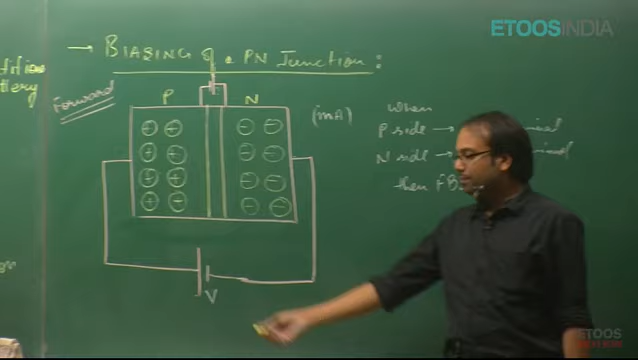 ETOOSINDIA
→ BIASING of a PN Junction :
Forward
P N
(mA)
when
P side →
N side →
then FB
+ + - -
+ + - -
+ + - -
+ + - -
V
ETOOS